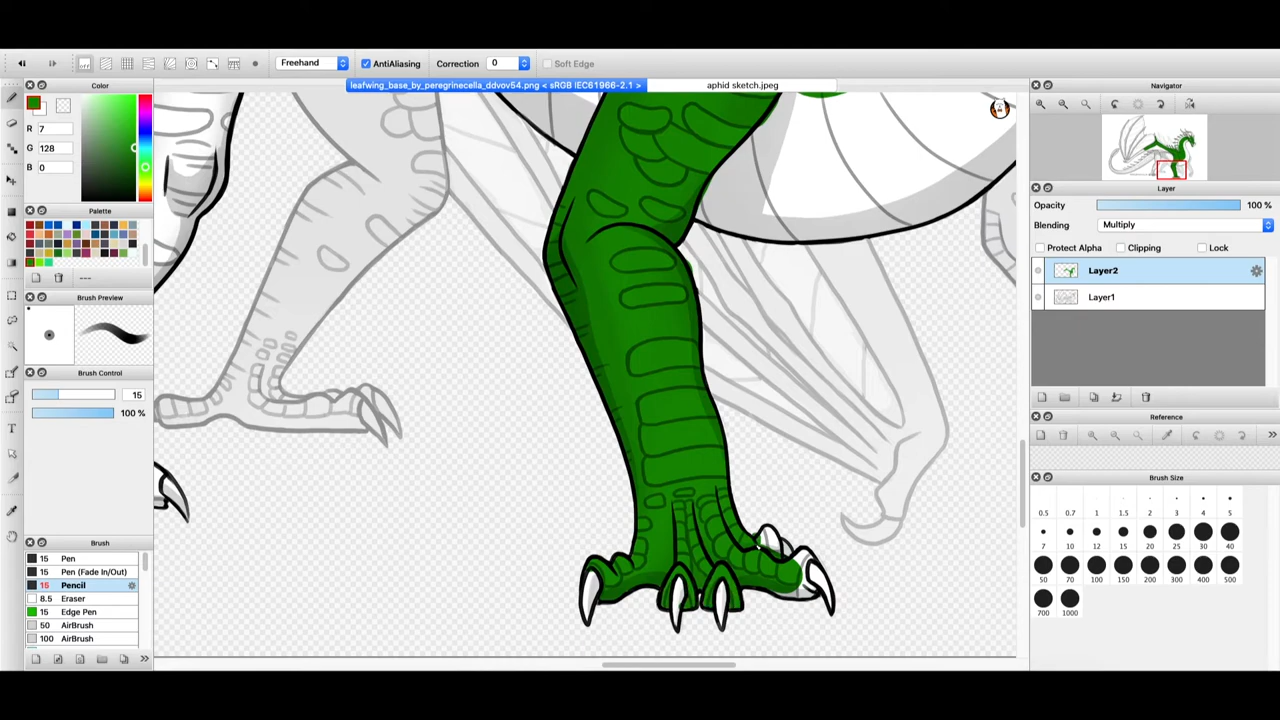 off
Freehand
AntiAliasing
Correction
0
Soft Edge
leafwing_base_by_peregrinecella_ddvov54.png < sRGB IEC61966-2.1 >
aphid sketch.jpeg
Color
R 7
G 128
B 0
Palette
---
Brush Preview
Brush Control
15
100 %
Brush
15 Pen
15 Pen (Fade In/Out)
15 Pencil
8.5 Eraser
15 Edge Pen
50 AirBrush
100 AirBrush
T
Navigator
Layer
Opacity 100 %
Blending Multiply
Protect Alpha Clipping Lock
Layer2
Layer1
Reference
Brush Size
0.5 0.7 1 1.5 2 3 4 5
7 10 12 15 20 25 30 40
50 70 100 150 200 300 400 500
700 1000